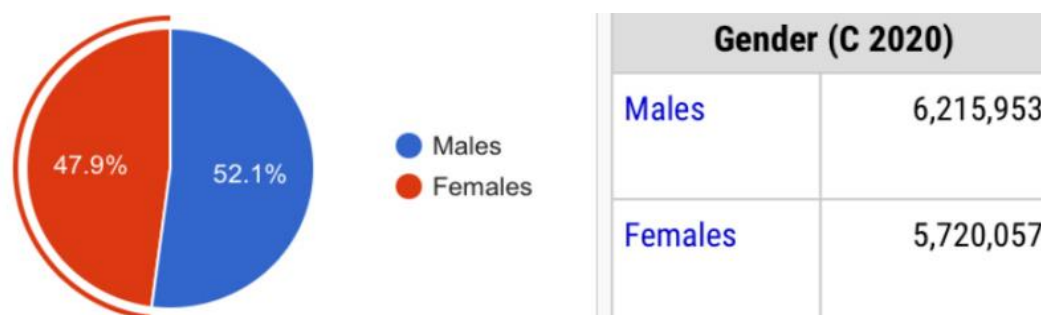 47.9%
52.1%
Males
Females
Gender (C 2020)
Males 6,215,953
Females 5,720,057